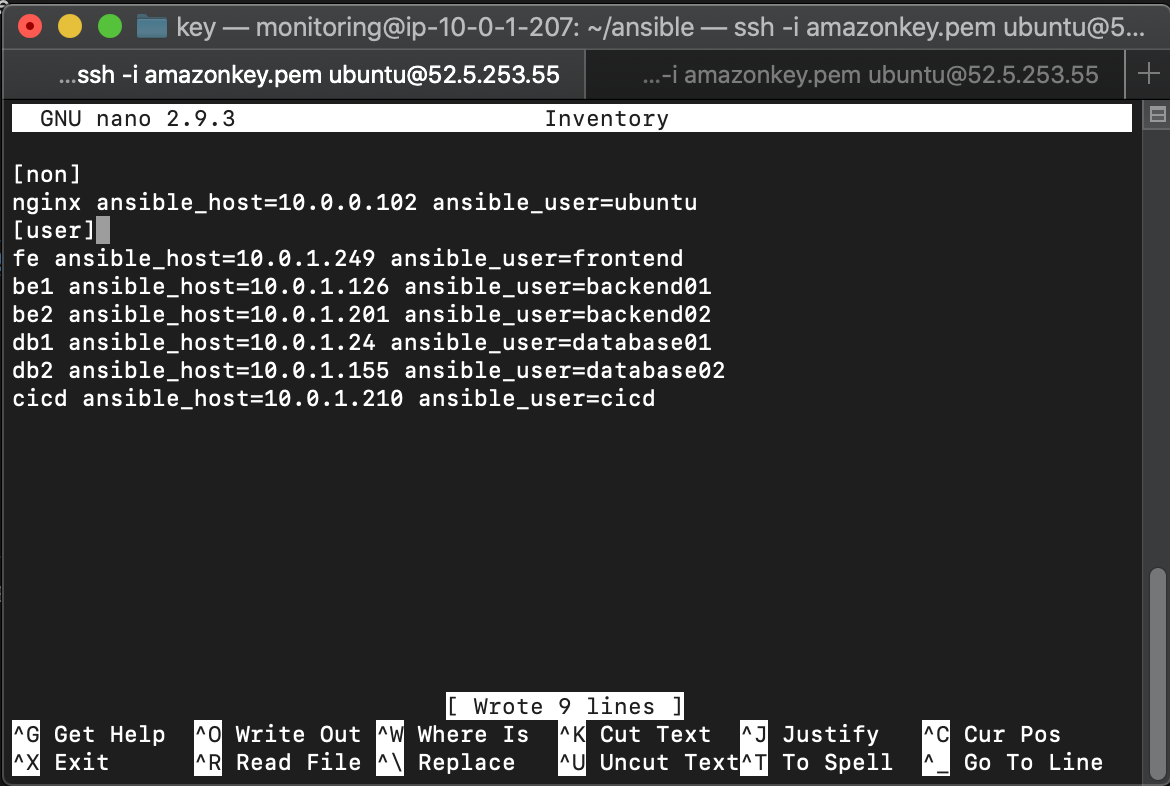 key — monitoring@ip-10-0-1-207: ~/ansible — ssh -i amazonkey.pem ubuntu@5...
...ssh -i amazonkey.pem ubuntu@52.5.253.55 ...-i amazonkey.pem ubuntu@52.5.253.55
GNU nano 2.9.3 Inventory
[non]
nginx ansible_host=10.0.0.102 ansible_user=ubuntu
[user]
fe ansible_host=10.0.1.249 ansible_user=frontend
be1 ansible_host=10.0.1.126 ansible_user=backend01
be2 ansible_host=10.0.1.201 ansible_user=backend02
db1 ansible_host=10.0.1.24 ansible_user=database01
db2 ansible_host=10.0.1.155 ansible_user=database02
cicd ansible_host=10.0.1.210 ansible_user=cicd
[ Wrote 9 lines ]
^G Get Help ^O Write Out ^W Where Is ^K Cut Text ^J Justify ^C Cur Pos
^X Exit ^R Read File ^\ Replace ^U Uncut Text ^T To Spell ^_ Go To Line